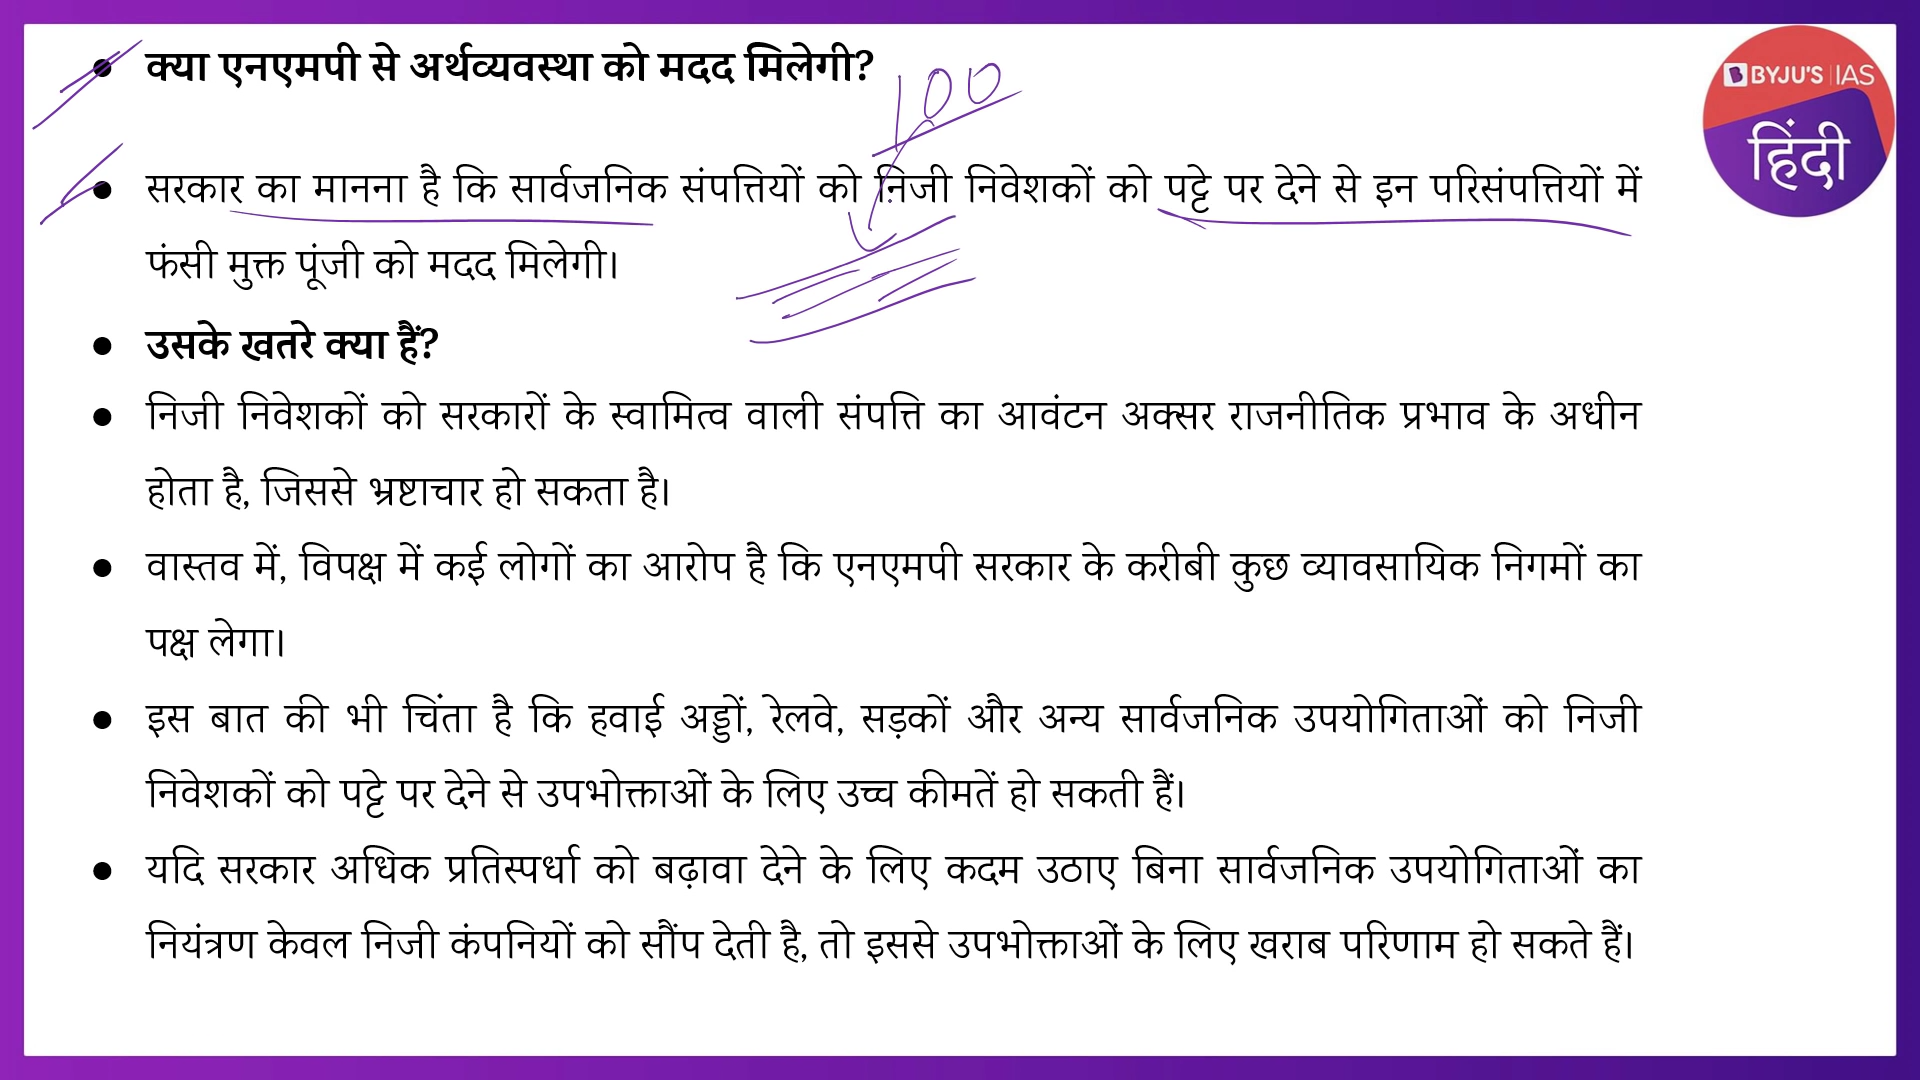 क्या एनएमपी से अर्थव्यवस्था को मदद मिलेगी?
100
सरकार का मानना है कि सार्वजनिक संपत्तियों को निजी निवेशकों को पट्टे पर देने से इन परिसंपत्तियों में
फंसी मुक्त पूंजी को मदद मिलेगी।
उसके खतरे क्या हैं?
निजी निवेशकों को सरकारों के स्वामित्व वाली संपत्ति का आवंटन अक्सर राजनीतिक प्रभाव के अधीन
होता है, जिससे भ्रष्टाचार हो सकता है।
वास्तव में, विपक्ष में कई लोगों का आरोप है कि एनएमपी सरकार के करीबी कुछ व्यावसायिक निगमों का
पक्ष लेगा।
इस बात की भी चिंता है कि हवाई अड्डों, रेलवे, सड़कों और अन्य सार्वजनिक उपयोगिताओं को निजी
निवेशकों को पट्टे पर देने से उपभोक्ताओं के लिए उच्च कीमतें हो सकती हैं।
यदि सरकार अधिक प्रतिस्पर्धा को बढ़ावा देने के लिए कदम उठाए बिना सार्वजनिक उपयोगिताओं का
नियंत्रण केवल निजी कंपनियों को सौंप देती है, तो इससे उपभोक्ताओं के लिए खराब परिणाम हो सकते हैं।
BYJU'S IAS
हिंदी